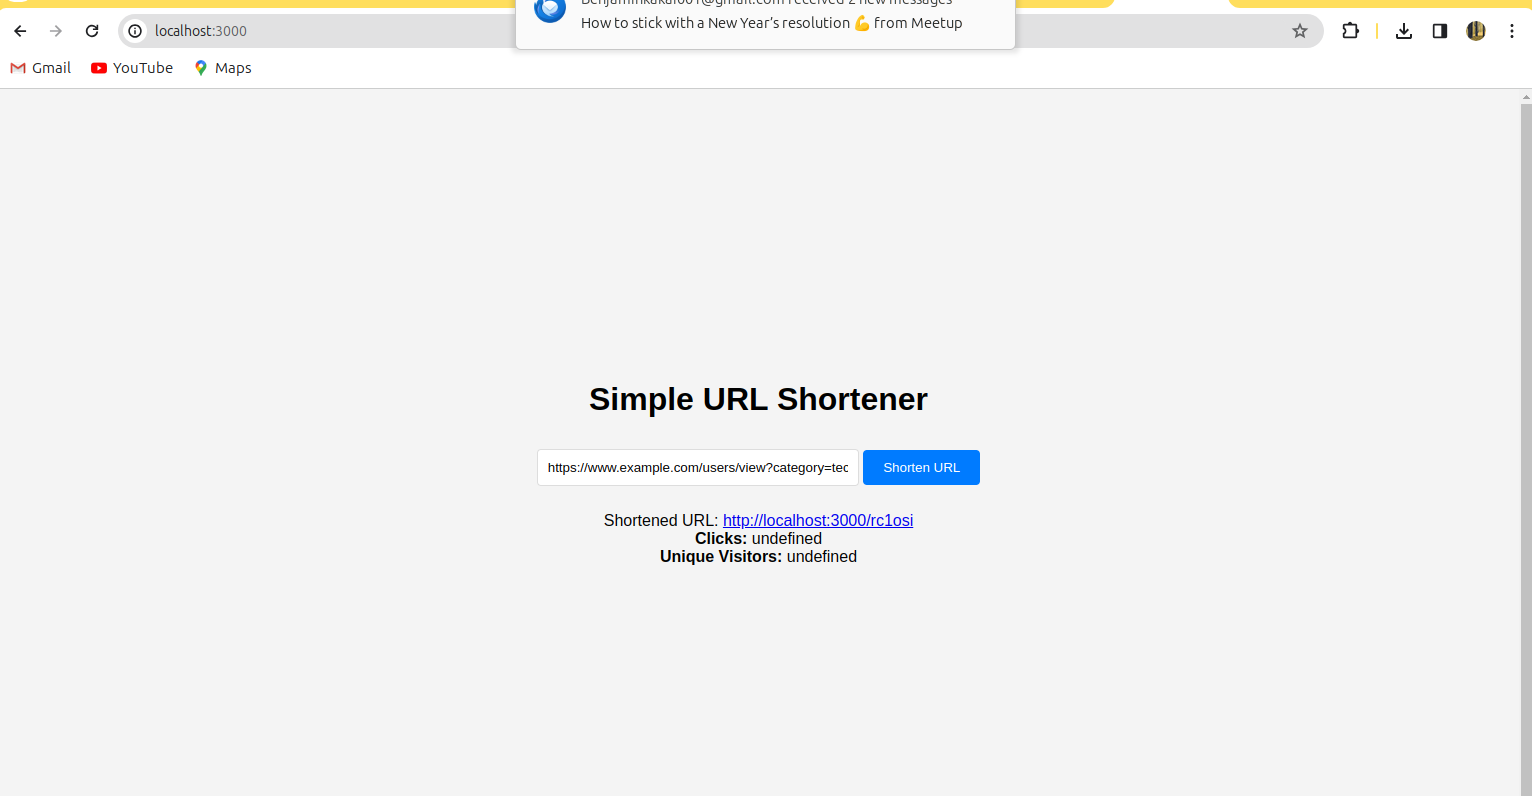 received 2 new messages
How to stick with a New Year's resolution 💪 from Meetup
localhost:3000
Gmail YouTube Maps
Simple URL Shortener
https://www.example.com/users/view?category=tec Shorten URL
Shortened URL: http://localhost:3000/rc1osi
Clicks: undefined
Unique Visitors: undefined